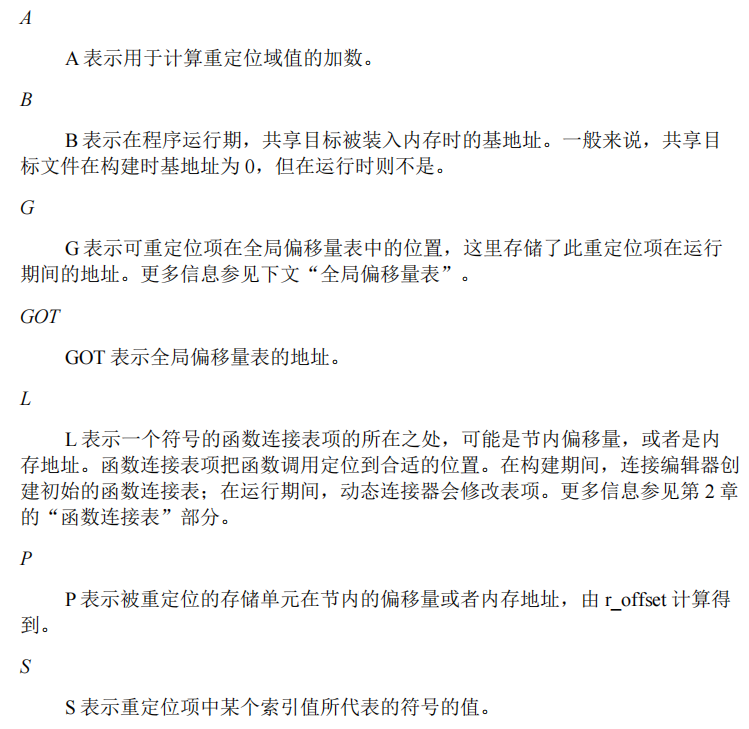 A
A 表示用于计算重定位域值的加数。
B
B 表示在程序运行期，共享目标被装入内存时的基地址。一般来说，共享目
标文件在构建时基地址为 0，但在运行时则不是。
G
G 表示可重定位项在全局偏移量表中的位置，这里存储了此重定位项在运行
期间的地址。更多信息参见下文“全局偏移量表”。
GOT
GOT 表示全局偏移量表的地址。
L
L 表示一个符号的函数连接表项的所在之处，可能是节内偏移量，或者是内
存地址。函数连接表项把函数调用定位到合适的位置。在构建期间，连接编辑器创
建初始的函数连接表；在运行期间，动态连接器会修改表项。更多信息参见第 2 章
的“函数连接表”部分。
P
P 表示被重定位的存储单元在节内的偏移量或者内存地址，由 r_offset 计算得
到。
S
S 表示重定位项中某个索引值所代表的符号的值。